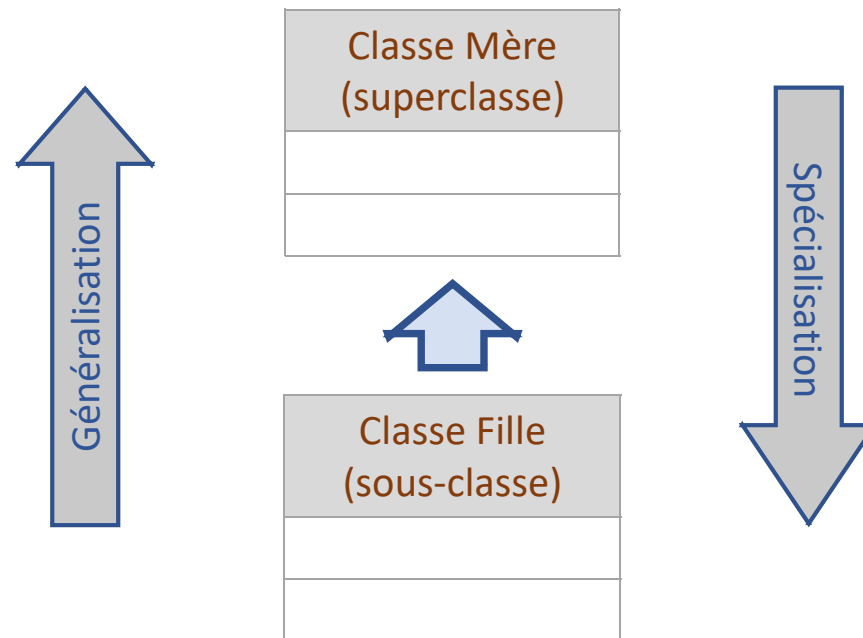 Classe Mère
(superclasse)
Généralisation
Spécialisation
Classe Fille
(sous-classe)